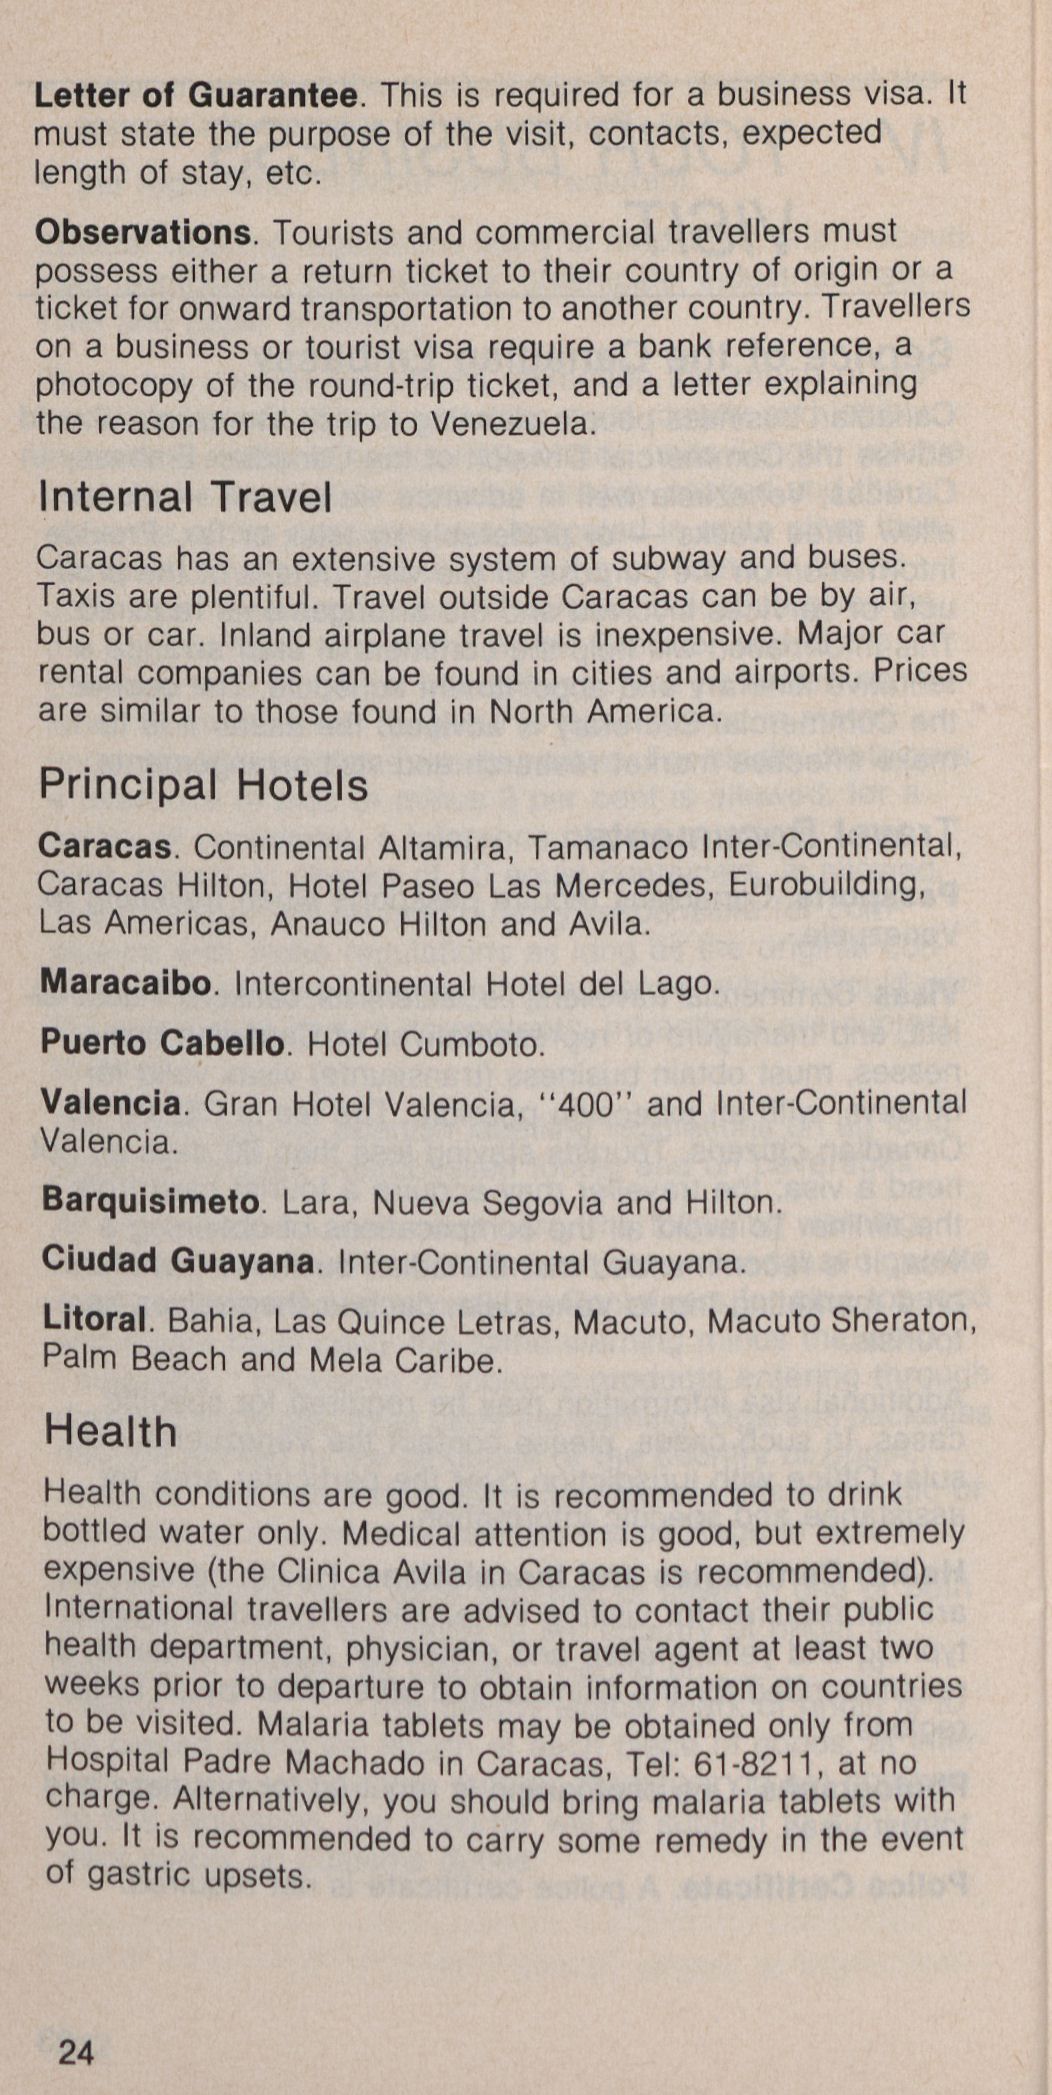 Letter of Guarantee. This is required for a business visa. It
must state the purpose of the visit, contacts, expected
length of stay, etc.
Observations. Tourists and commercial travellers must
possess either a return ticket to their country of origin or a
ticket for onward transportation to another country. Travellers
on a business or tourist visa require a bank reference, a
photocopy of the round-trip ticket, and a letter explaining
the reason for the trip to Venezuela.
Internal Travel
Caracas has an extensive system of subway and buses.
Taxis are plentiful. Travel outside Caracas can be by air,
bus or car. Inland airplane travel is inexpensive. Major car
rental companies can be found in cities and airports. Prices
are similar to those found in North America.
Principal Hotels
Caracas. Continental Altamira, Tamanaco Inter-Continental,
Caracas Hilton, Hotel Paseo Las Mercedes, Eurobuilding,
Las Americas, Anauco Hilton and Avila.
Maracaibo. Intercontinental Hotel del Lago.
Puerto Cabello. Hotel Cumboto.
Valencia. Gran Hotel Valencia, "400" and Inter-Continental
Valencia.
Barquisimeto. Lara, Nueva Segovia and Hilton.
Ciudad Guayana. Inter-Continental Guayana.
Litoral. Bahia, Las Quince Letras, Macuto, Macuto Sheraton,
Palm Beach and Mela Caribe.
Health
Health conditions are good. It is recommended to drink
bottled water only. Medical attention is good, but extremely
expensive (the Clinica Avila in Caracas is recommended).
International travellers are advised to contact their public
health department, physician, or travel agent at least two
weeks prior to departure to obtain information on countries
to be visited. Malaria tablets may be obtained only from
Hospital Padre Machado in Caracas, Tel: 61-8211, at no
charge. Alternatively, you should bring malaria tablets with
you. It is recommended to carry some remedy in the event
of gastric upsets.
24